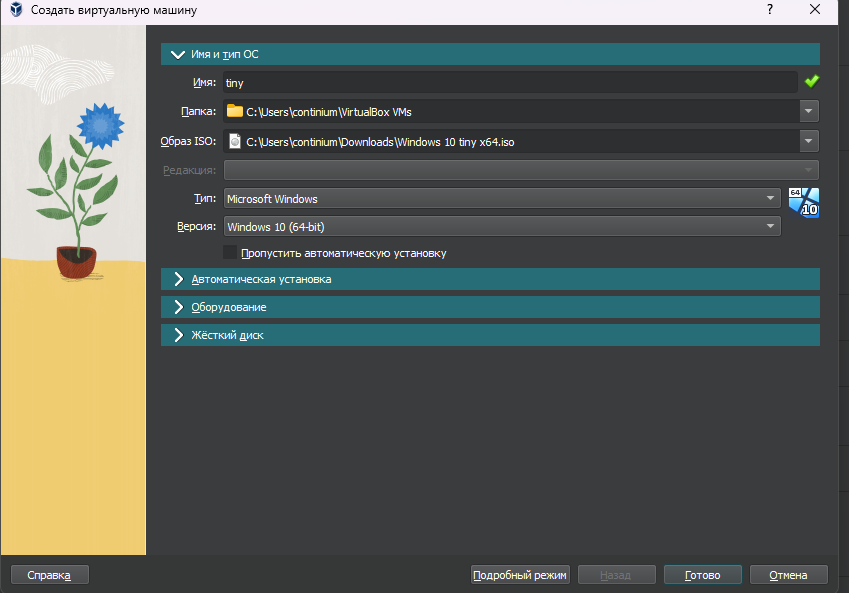 Создать виртуальную машину
?
Имя и тип ОС
Имя: tiny
Папка: C:\Users\continium\VirtualBox VMs
Образ ISO: C:\Users\continium\Downloads\Windows 10 tiny x64.iso
Редакция:
Тип: Microsoft Windows
64
10
Версия: Windows 10 (64-bit)
Пропустить автоматическую установку
Автоматическая установка
Оборудование
Жёсткий диск
Справка Подробный режим Назад Готово Отмена